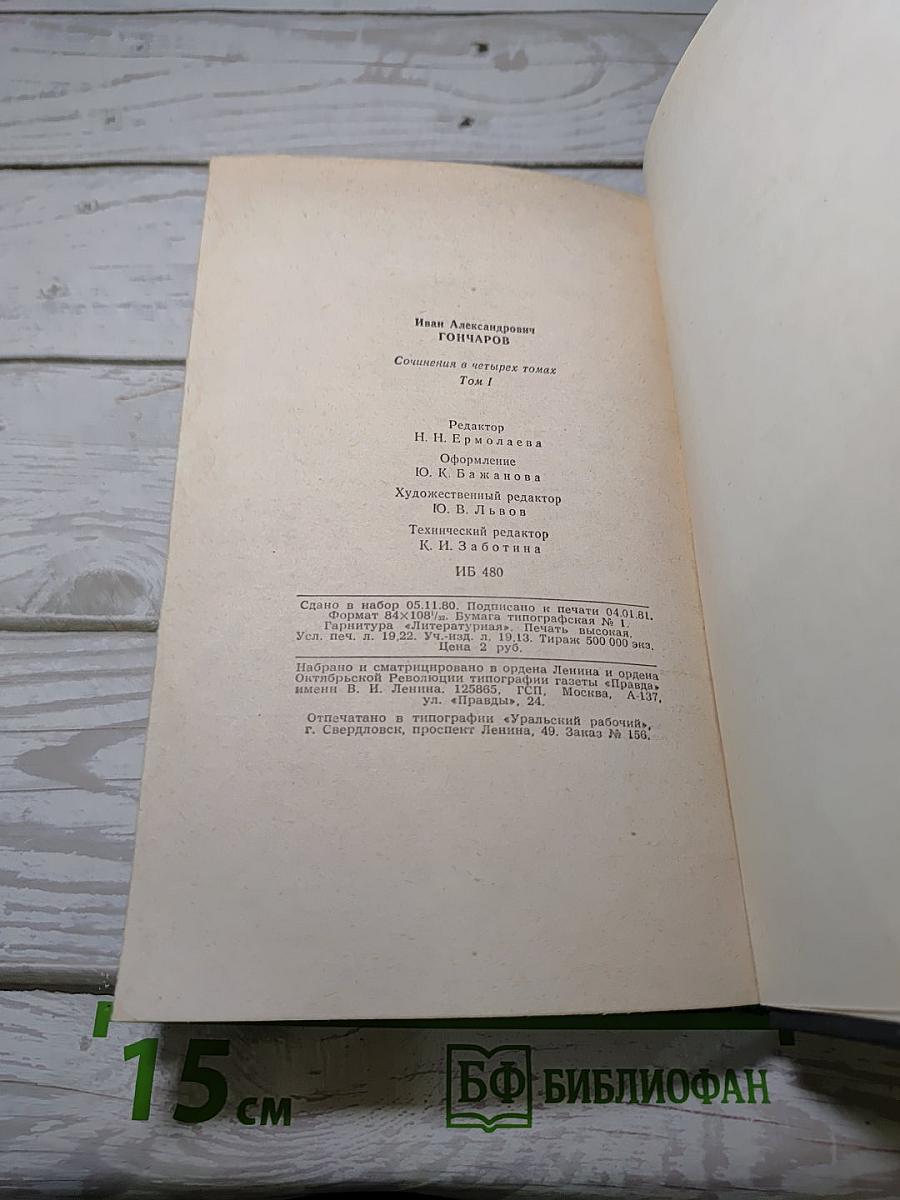 Иван Александрович
ГОНЧАРОВ
Сочинения в четырех томах
Том I
Редактор
Н. Н. Ермолаева
Оформление
Ю. К. Бажанова
Художественный редактор
Ю. В. Львов
Технический редактор
К. И. Заботина
ИБ 480
Сдано в набор 05.11.80. Подписано к печати 04.01.81.
Формат 84×108¹/₃₂. Бумага типографская № 1.
Гарнитура «Литературная». Печать высокая.
Усл. печ. л. 19,22. Уч.-изд. л. 19,13. Тираж 500 000 экз.
Цена 2 руб.
Набрано и сматрицировано в ордена Ленина и ордена
Октябрьской Революции типографии газеты «Правда»
имени В. И. Ленина. 125865, ГСП, Москва, А-137,
ул. «Правды», 24.
Отпечатано в типографии «Уральский рабочий»,
г. Свердловск, проспект Ленина, 49. Заказ № 156.
15 см
БФ БИБЛИОФАН